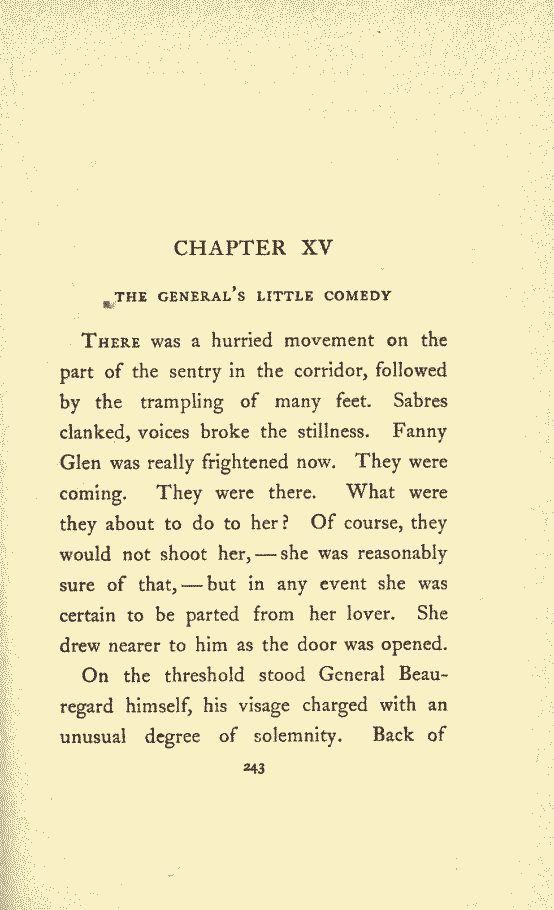 CHAPTER XV
THE GENERAL'S LITTLE COMEDY
THERE was a hurried movement on the
part of the sentry in the corridor, followed
by the trampling of many feet. Sabres
clanked, voices broke the stillness. Fanny
Glen was really frightened now. They were
coming. They were there. What were
they about to do to her? Of course, they
would not shoot her,—she was reasonably
sure of that,—but in any event she was
certain to be parted from her lover. She
drew nearer to him as the door was opened.
On the threshold stood General Beau-
regard himself, his visage charged with an
unusual degree of solemnity. Back of
243